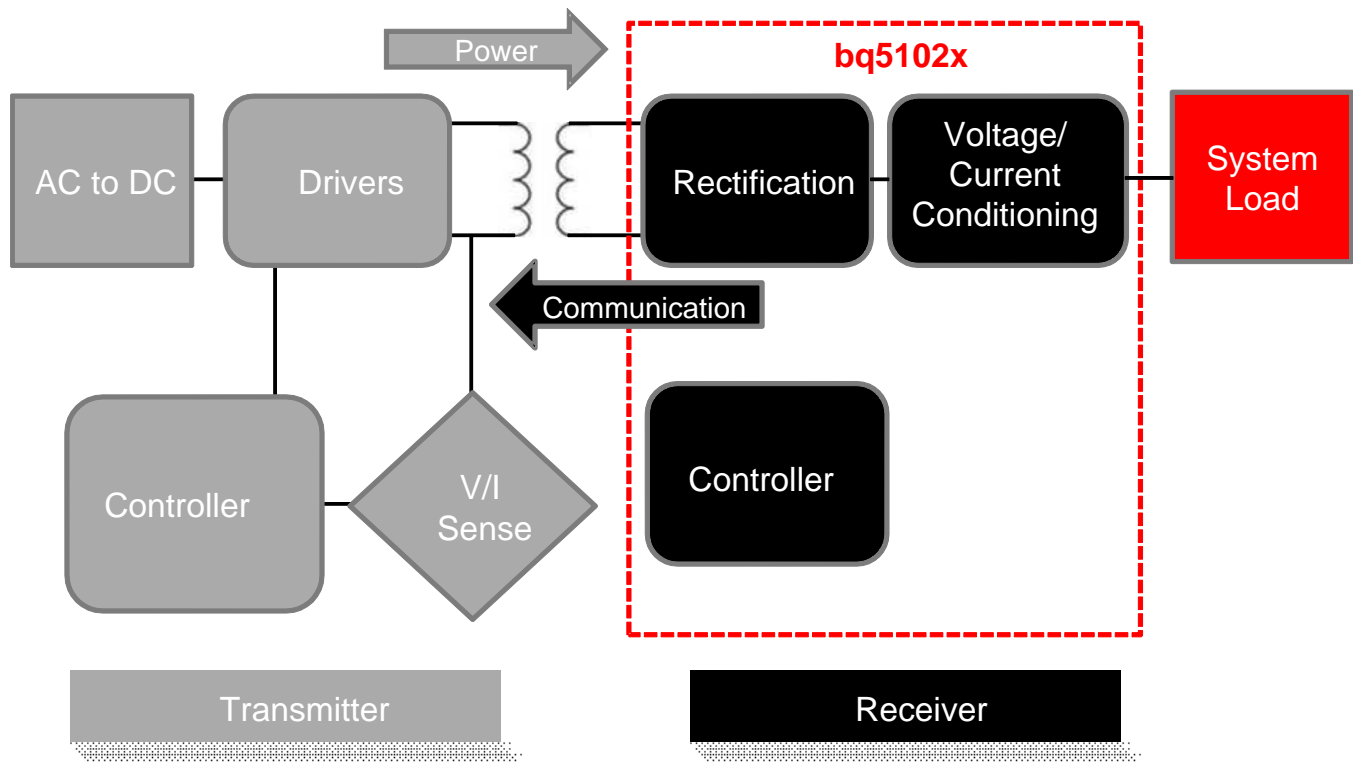 Power
bq5102x
AC to DC
Drivers
Rectification
Voltage/
Current
Conditioning
System
Load
Communication
Controller
V/I
Sense
Controller
Transmitter
Receiver